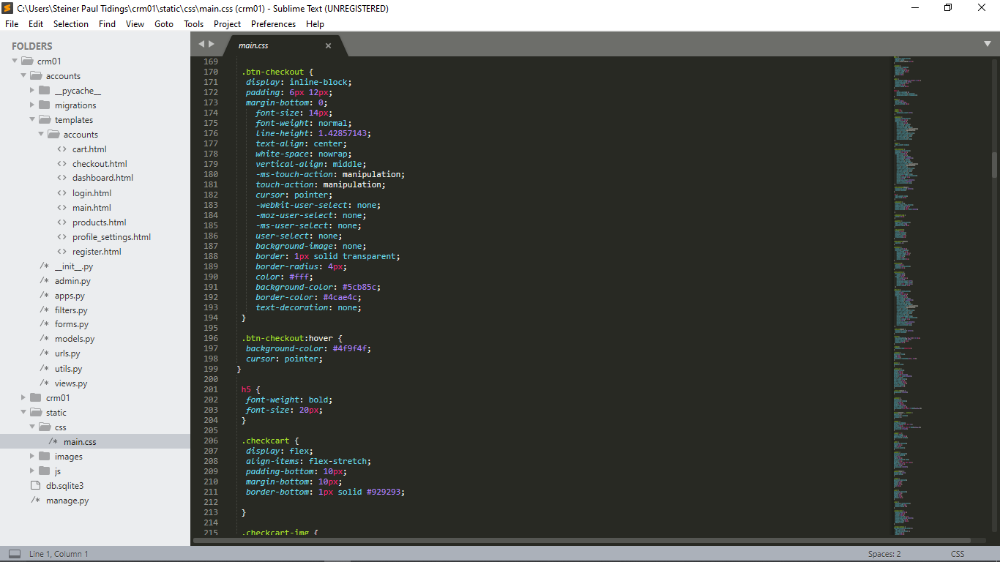 C:\Users\Steiner Paul Tidings\crm01\static\css\main.css (crm01) - Sublime Text (UNREGISTERED)
File Edit Selection Find View Goto Tools Project Preferences Help
FOLDERS
crm01
accounts
__pycache__
migrations
templates
accounts
cart.html
checkout.html
dashboard.html
login.html
main.html
products.html
profile_settings.html
register.html
/* __init__.py
/* admin.py
/* apps.py
/* filters.py
/* forms.py
/* models.py
/* urls.py
/* utils.py
/* views.py
crm01
static
css
/* main.css
images
js
db.sqlite3
/* manage.py
main.css
169
170 .btn-checkout {
171 display: inline-block;
172 padding: 6px 12px;
173 margin-bottom: 0;
174 font-size: 14px;
175 font-weight: normal;
176 line-height: 1.42857143;
177 text-align: center;
178 white-space: nowrap;
179 vertical-align: middle;
180 -ms-touch-action: manipulation;
181 touch-action: manipulation;
182 cursor: pointer;
183 -webkit-user-select: none;
184 -moz-user-select: none;
185 -ms-user-select: none;
186 user-select: none;
187 background-image: none;
188 border: 1px solid transparent;
189 border-radius: 4px;
190 color: #fff;
191 background-color: #5cb85c;
192 border-color: #4cae4c;
193 text-decoration: none;
194 }
195
196 .btn-checkout:hover {
197 background-color: #4f9f4f;
198 cursor: pointer;
199 }
200
201 h5 {
202 font-weight: bold;
203 font-size: 20px;
204 }
205
206 .checkcart {
207 display: flex;
208 align-items: flex-stretch;
209 padding-bottom: 10px;
210 margin-bottom: 10px;
211 border-bottom: 1px solid #929293;
212
213 }
214
215 .checkcart-img {
Line 1, Column 1
Spaces: 2
CSS